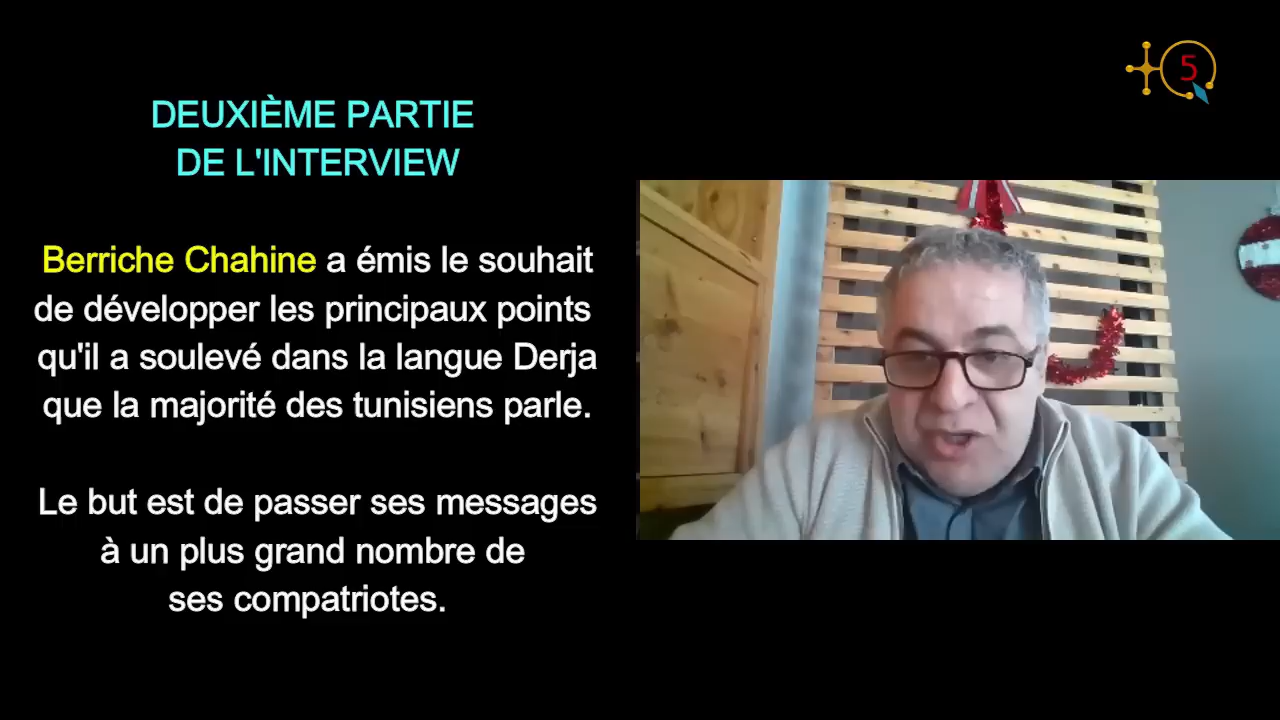 5
DEUXIÈME PARTIE
DE L'INTERVIEW
Berriche Chahine a émis le souhait
de développer les principaux points
qu'il a soulevé dans la langue Derja
que la majorité des tunisiens parle.
Le but est de passer ses messages
à un plus grand nombre de
ses compatriotes.